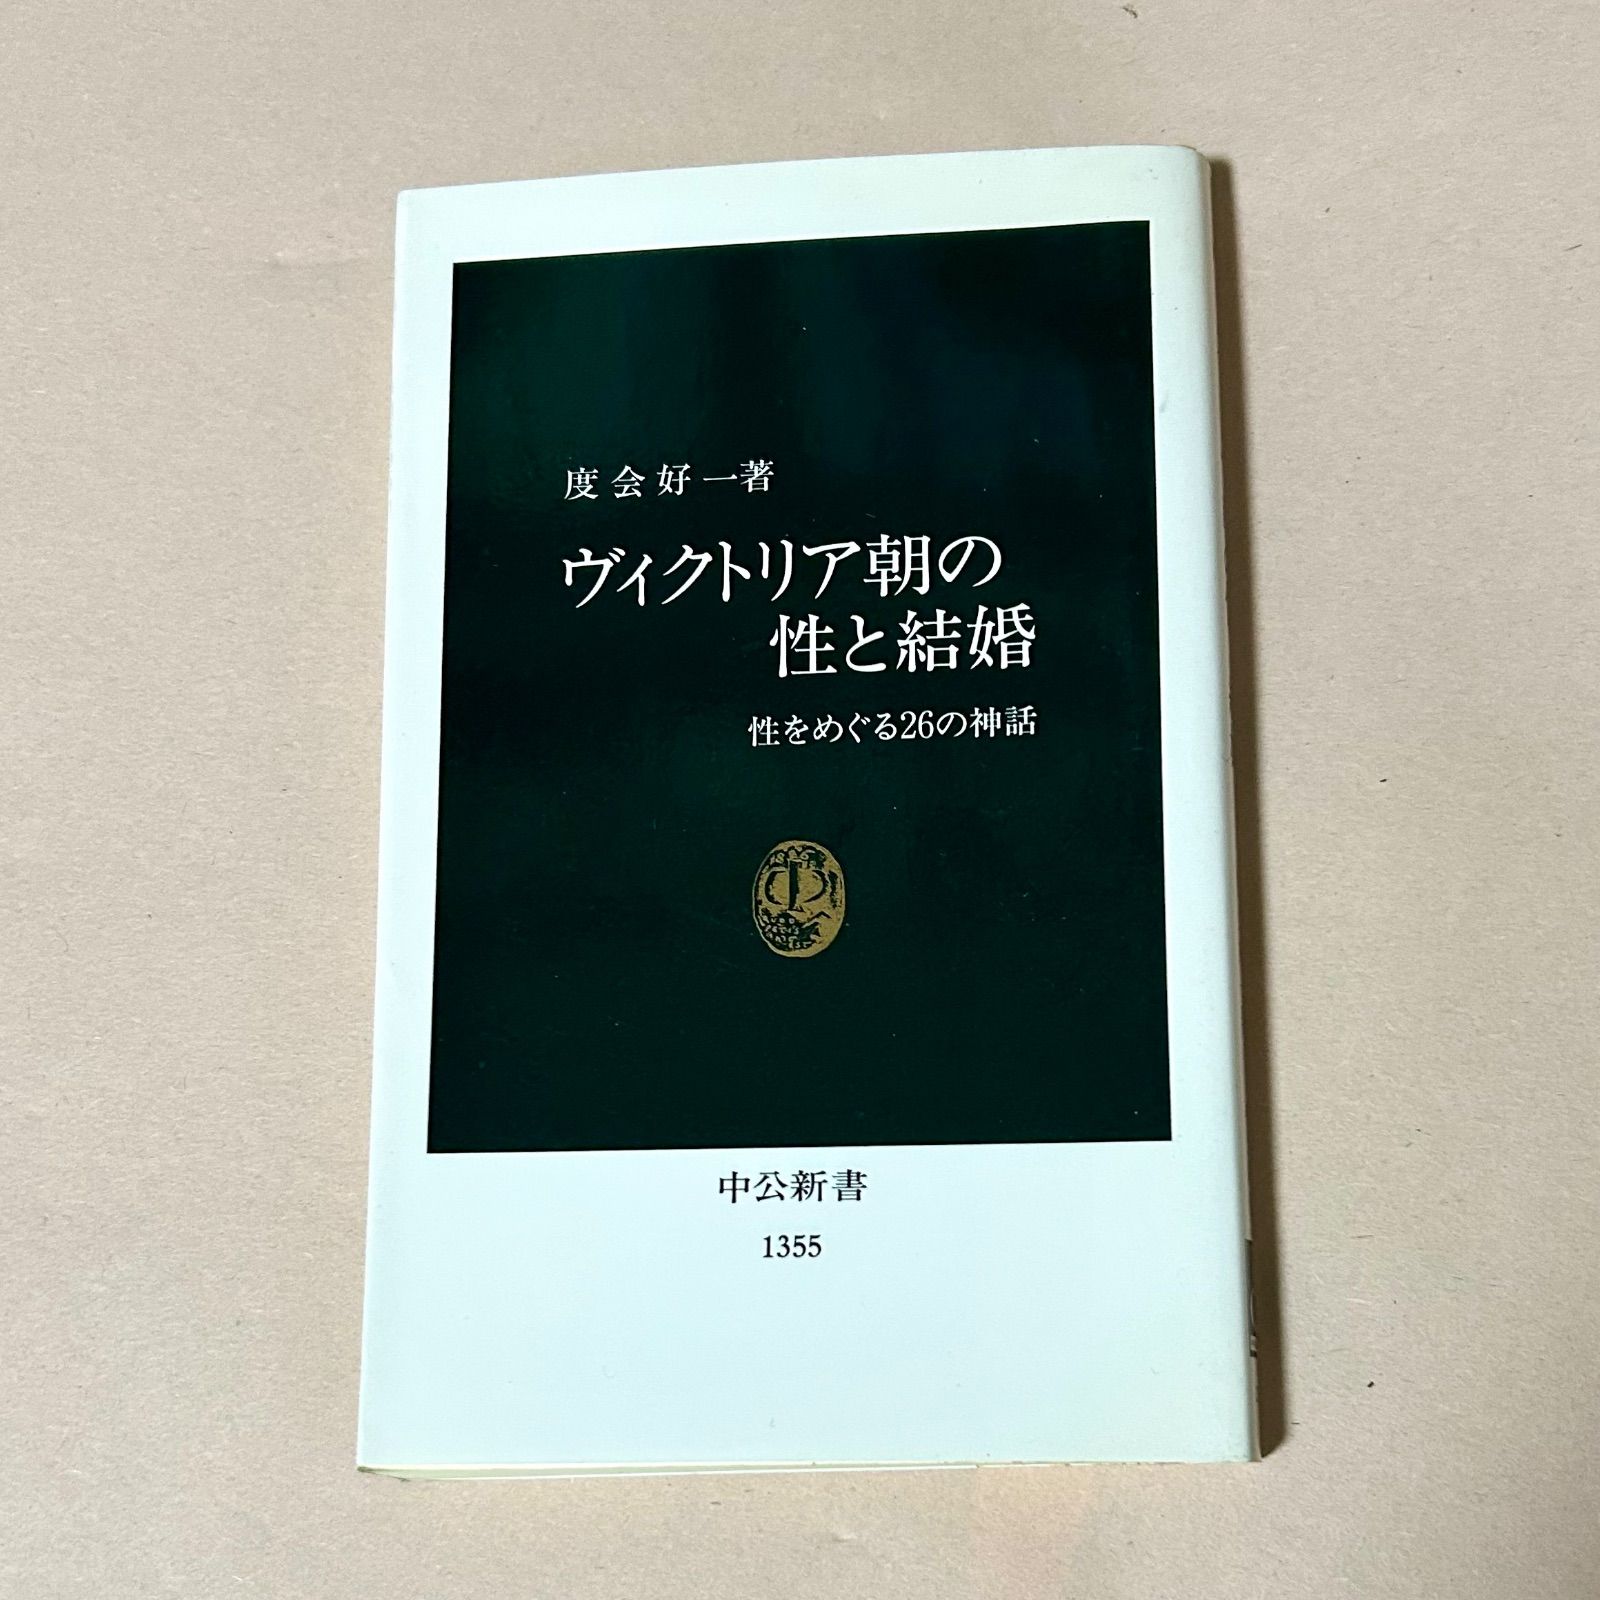 度会好一著
ヴィクトリア朝の
性と結婚
性をめぐる26の神話
中公新書
1355